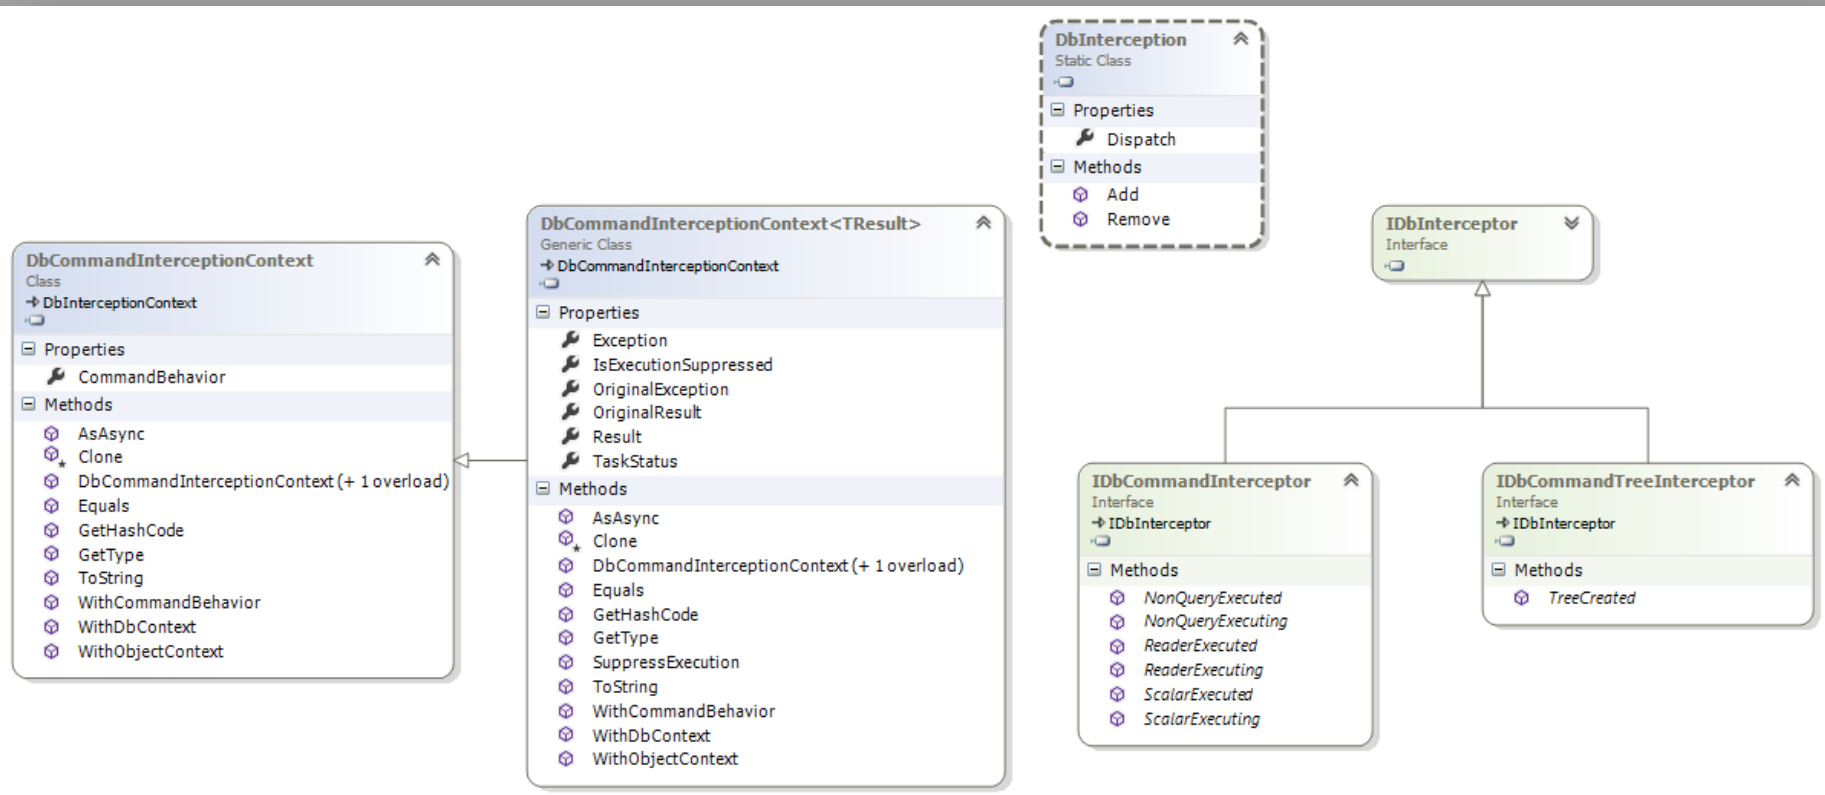 DbInterception
Static Class
Properties
Dispatch
Methods
Add
Remove
DbCommandInterceptionContext
Class
DbInterceptionContext
Properties
CommandBehavior
Methods
AsAsync
Clone
DbCommandInterceptionContext (+ 1 overload)
Equals
GetHashCode
GetType
ToString
WithCommandBehavior
WithDbContext
WithObjectContext
DbCommandInterceptionContext<TResult>
Generic Class
DbCommandInterceptionContext
Properties
Exception
IsExecutionSuppressed
OriginalException
OriginalResult
Result
TaskStatus
Methods
AsAsync
Clone
DbCommandInterceptionContext (+ 1 overload)
Equals
GetHashCode
GetType
SuppressExecution
ToString
WithCommandBehavior
WithDbContext
WithObjectContext
IDbInterceptor
Interface
IDbCommandInterceptor
Interface
IDbInterceptor
Methods
NonQueryExecuted
NonQueryExecuting
ReaderExecuted
ReaderExecuting
ScalarExecuted
ScalarExecuting
IDbCommandTreeInterceptor
Interface
IDbInterceptor
Methods
TreeCreated